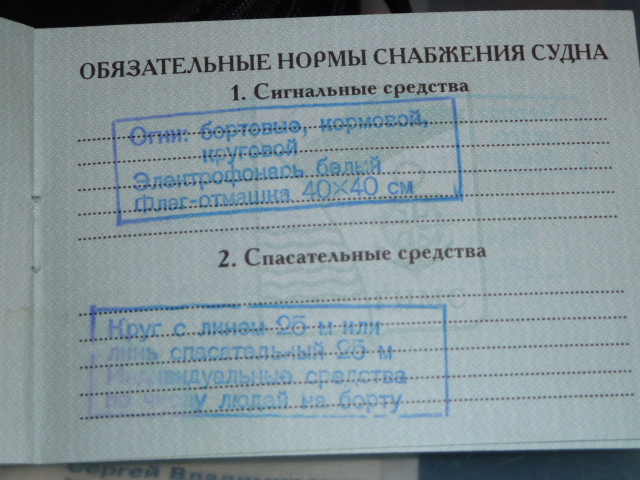 ОБЯЗАТЕЛЬНЫЕ НОРМЫ СНАБЖЕНИЯ СУДНА
1. Сигнальные средства
Огни: бортовые, кормовой,
круговой
Электрофонарь белый
Флаг-отмашка 40×40 см
2. Спасательные средства
Круг с линем 25 м или
линь спасательный 25 м
Индивидуальные средства
по числу людей на борту
Сергей